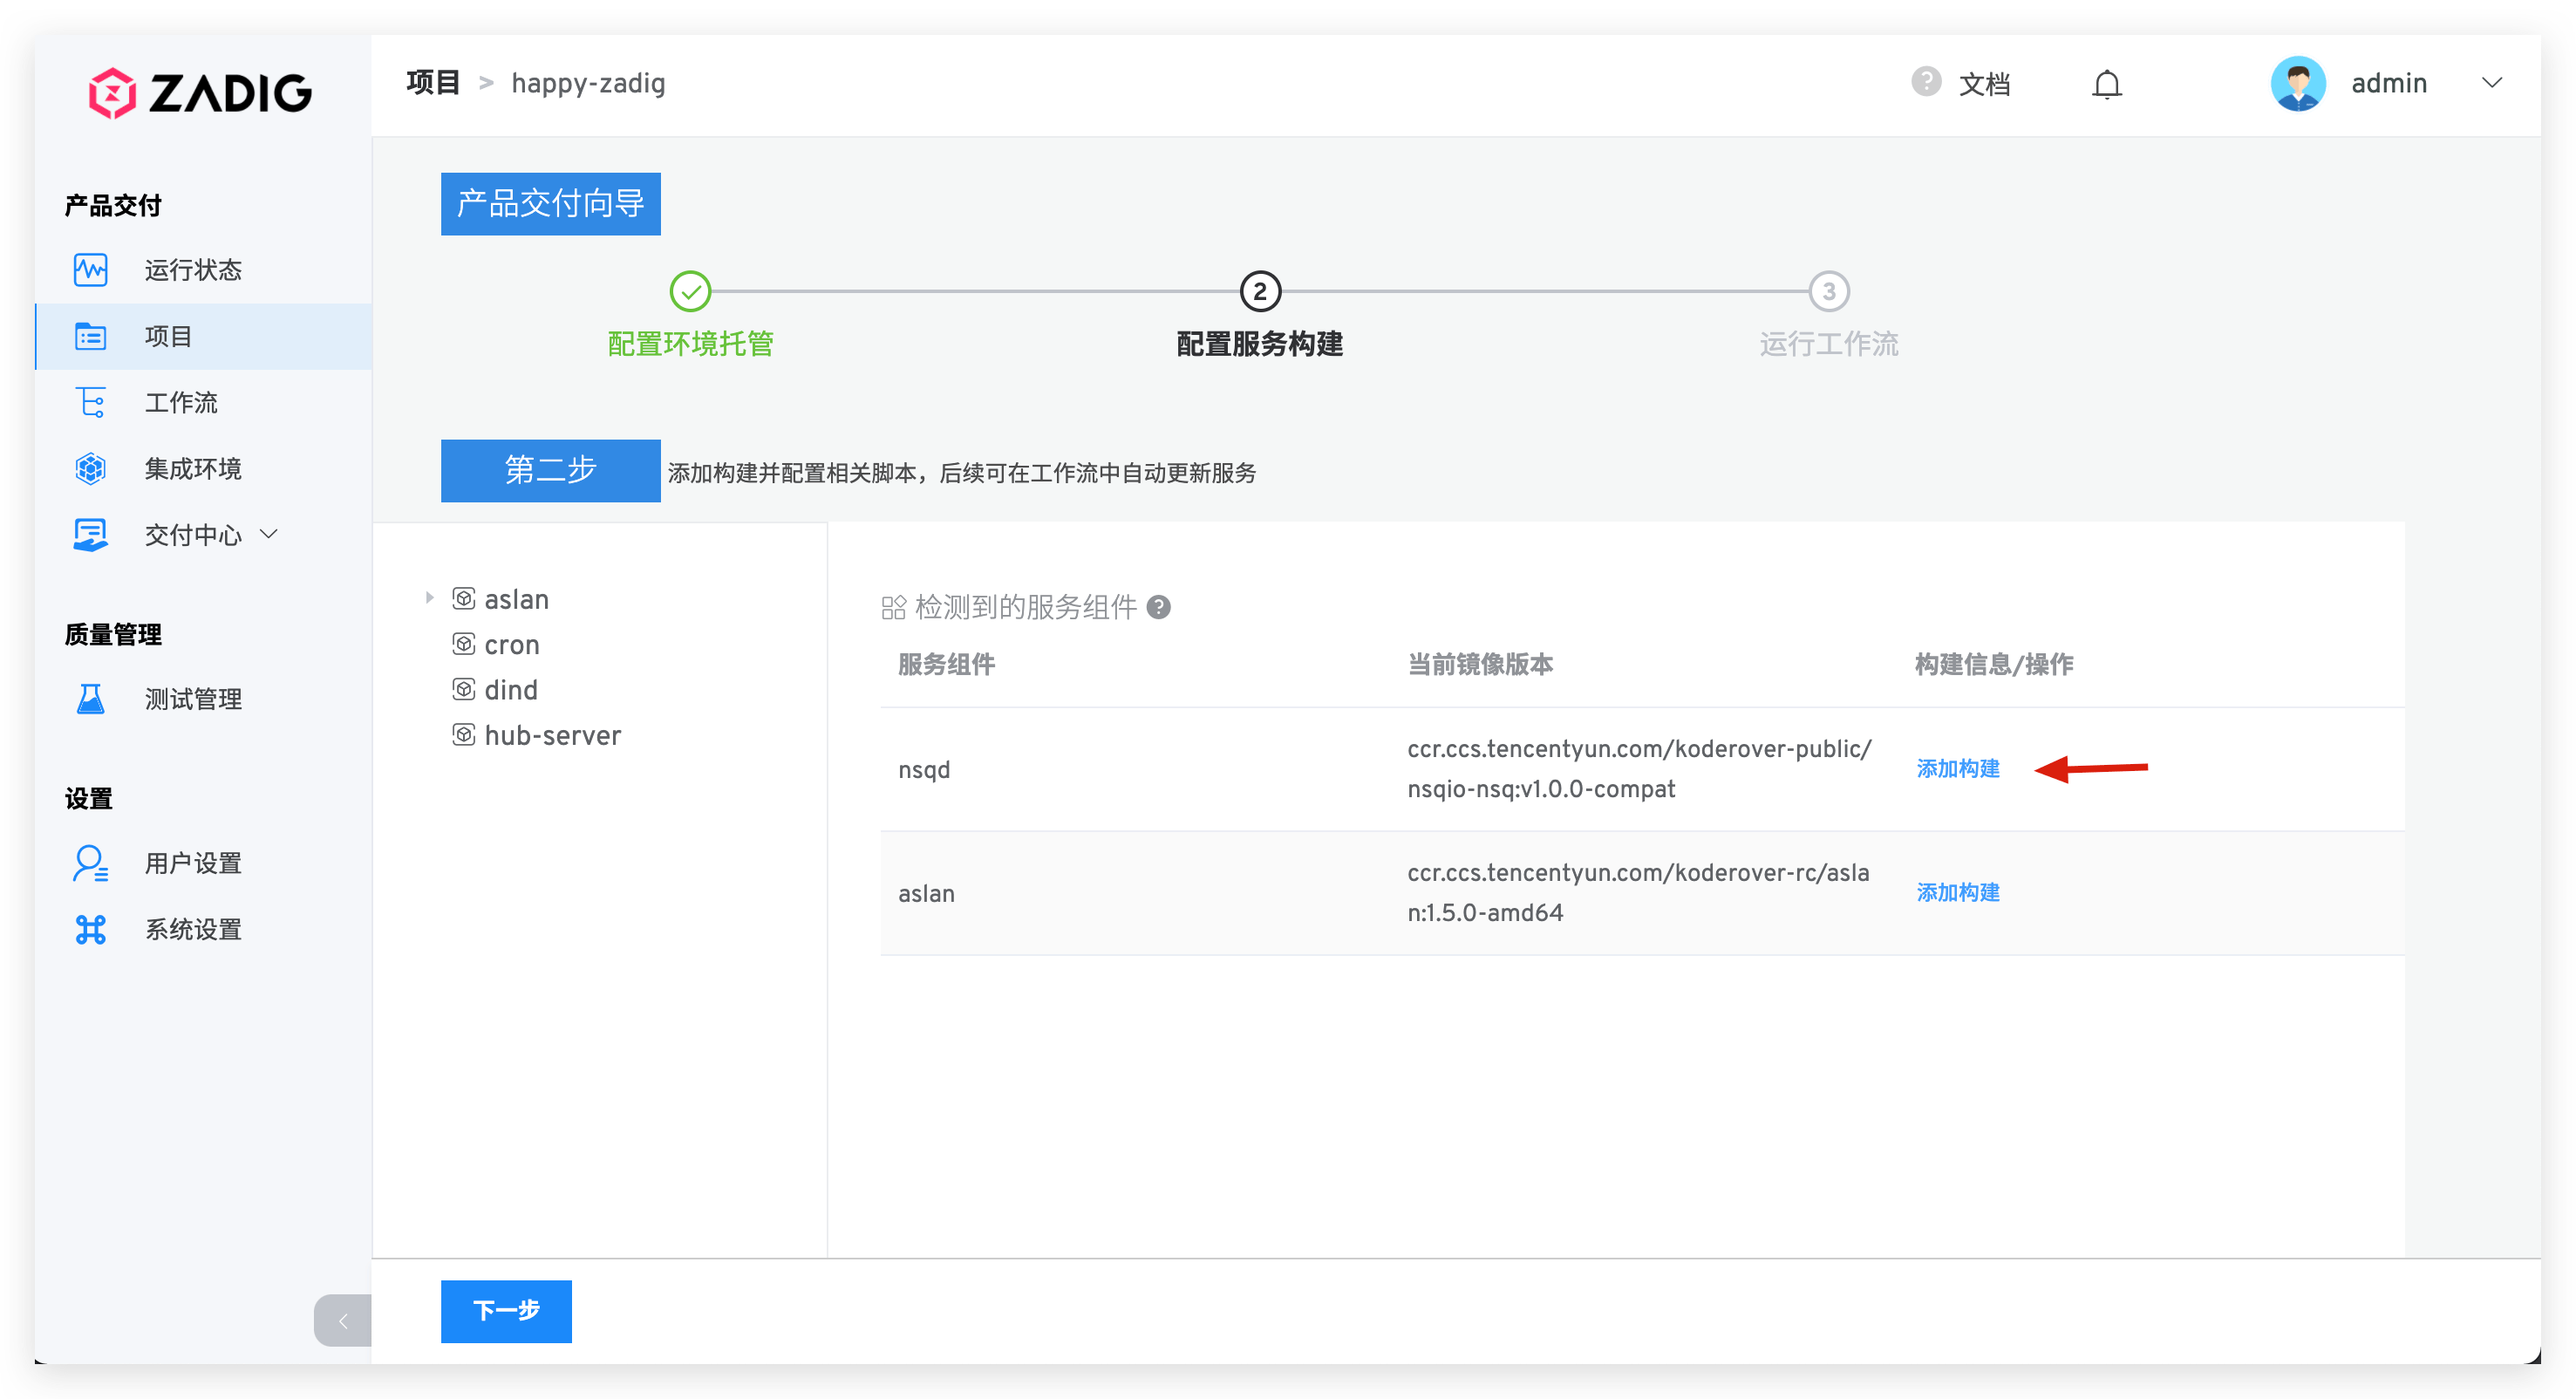 ZADIG
项目 > happy-zadig
? 文档
admin
产品交付
运行状态
项目
工作流
集成环境
交付中心
质量管理
测试管理
设置
用户设置
系统设置
产品交付向导
2
3
配置环境托管
配置服务构建
运行工作流
第二步
添加构建并配置相关脚本，后续可在工作流中自动更新服务
aslan
cron
dind
hub-server
检测到的服务组件 ?
服务组件
当前镜像版本
构建信息/操作
nsqd
ccr.ccs.tencentyun.com/koderover-public/
nsqio-nsq:v1.0.0-compat
添加构建
aslan
ccr.ccs.tencentyun.com/koderover-rc/asla
n:1.5.0-amd64
添加构建
下一步